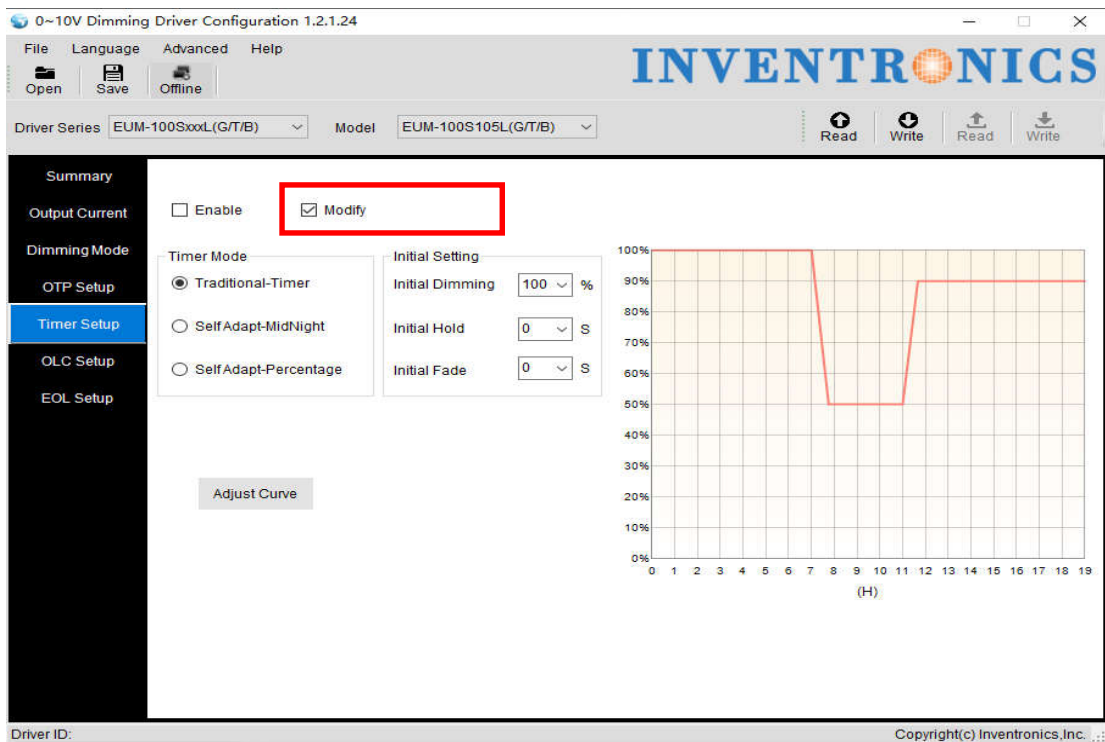 0~10V Dimming Driver Configuration 1.2.1.24
File Language Advanced Help
INVENTRONICS
Open Save Offline
Driver Series EUM-100SxxxL(G/T/B) Model EUM-100S105L(G/T/B)
Read Write Read Write
Summary
Output Current
Dimming Mode
OTP Setup
Timer Setup
OLC Setup
EOL Setup
Enable Modify
Timer Mode
Traditional-Timer
SelfAdapt-MidNight
SelfAdapt-Percentage
Initial Setting
Initial Dimming 100 %
Initial Hold 0 S
Initial Fade 0 S
Adjust Curve
100%
90%
80%
70%
60%
50%
40%
30%
20%
10%
0%
0 1 2 3 4 5 6 7 8 9 10 11 12 13 14 15 16 17 18 19
(H)
Driver ID: Copyright(c) Inventronics,Inc.